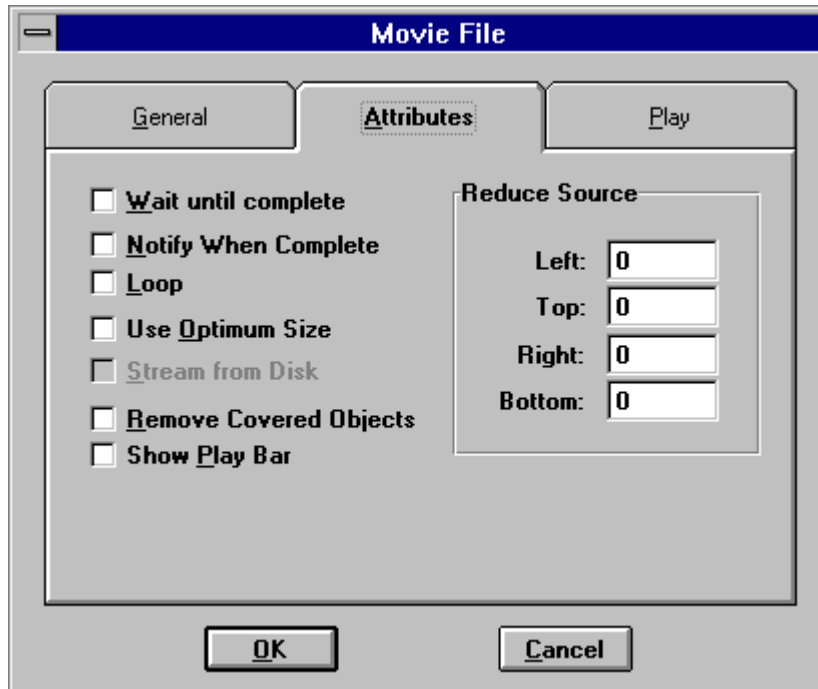 Movie File
General
Attributes
Play
Wait until complete
Notify When Complete
Loop
Use Optimum Size
Stream from Disk
Remove Covered Objects
Show Play Bar
Reduce Source
Left: 0
Top: 0
Right: 0
Bottom: 0
OK
Cancel